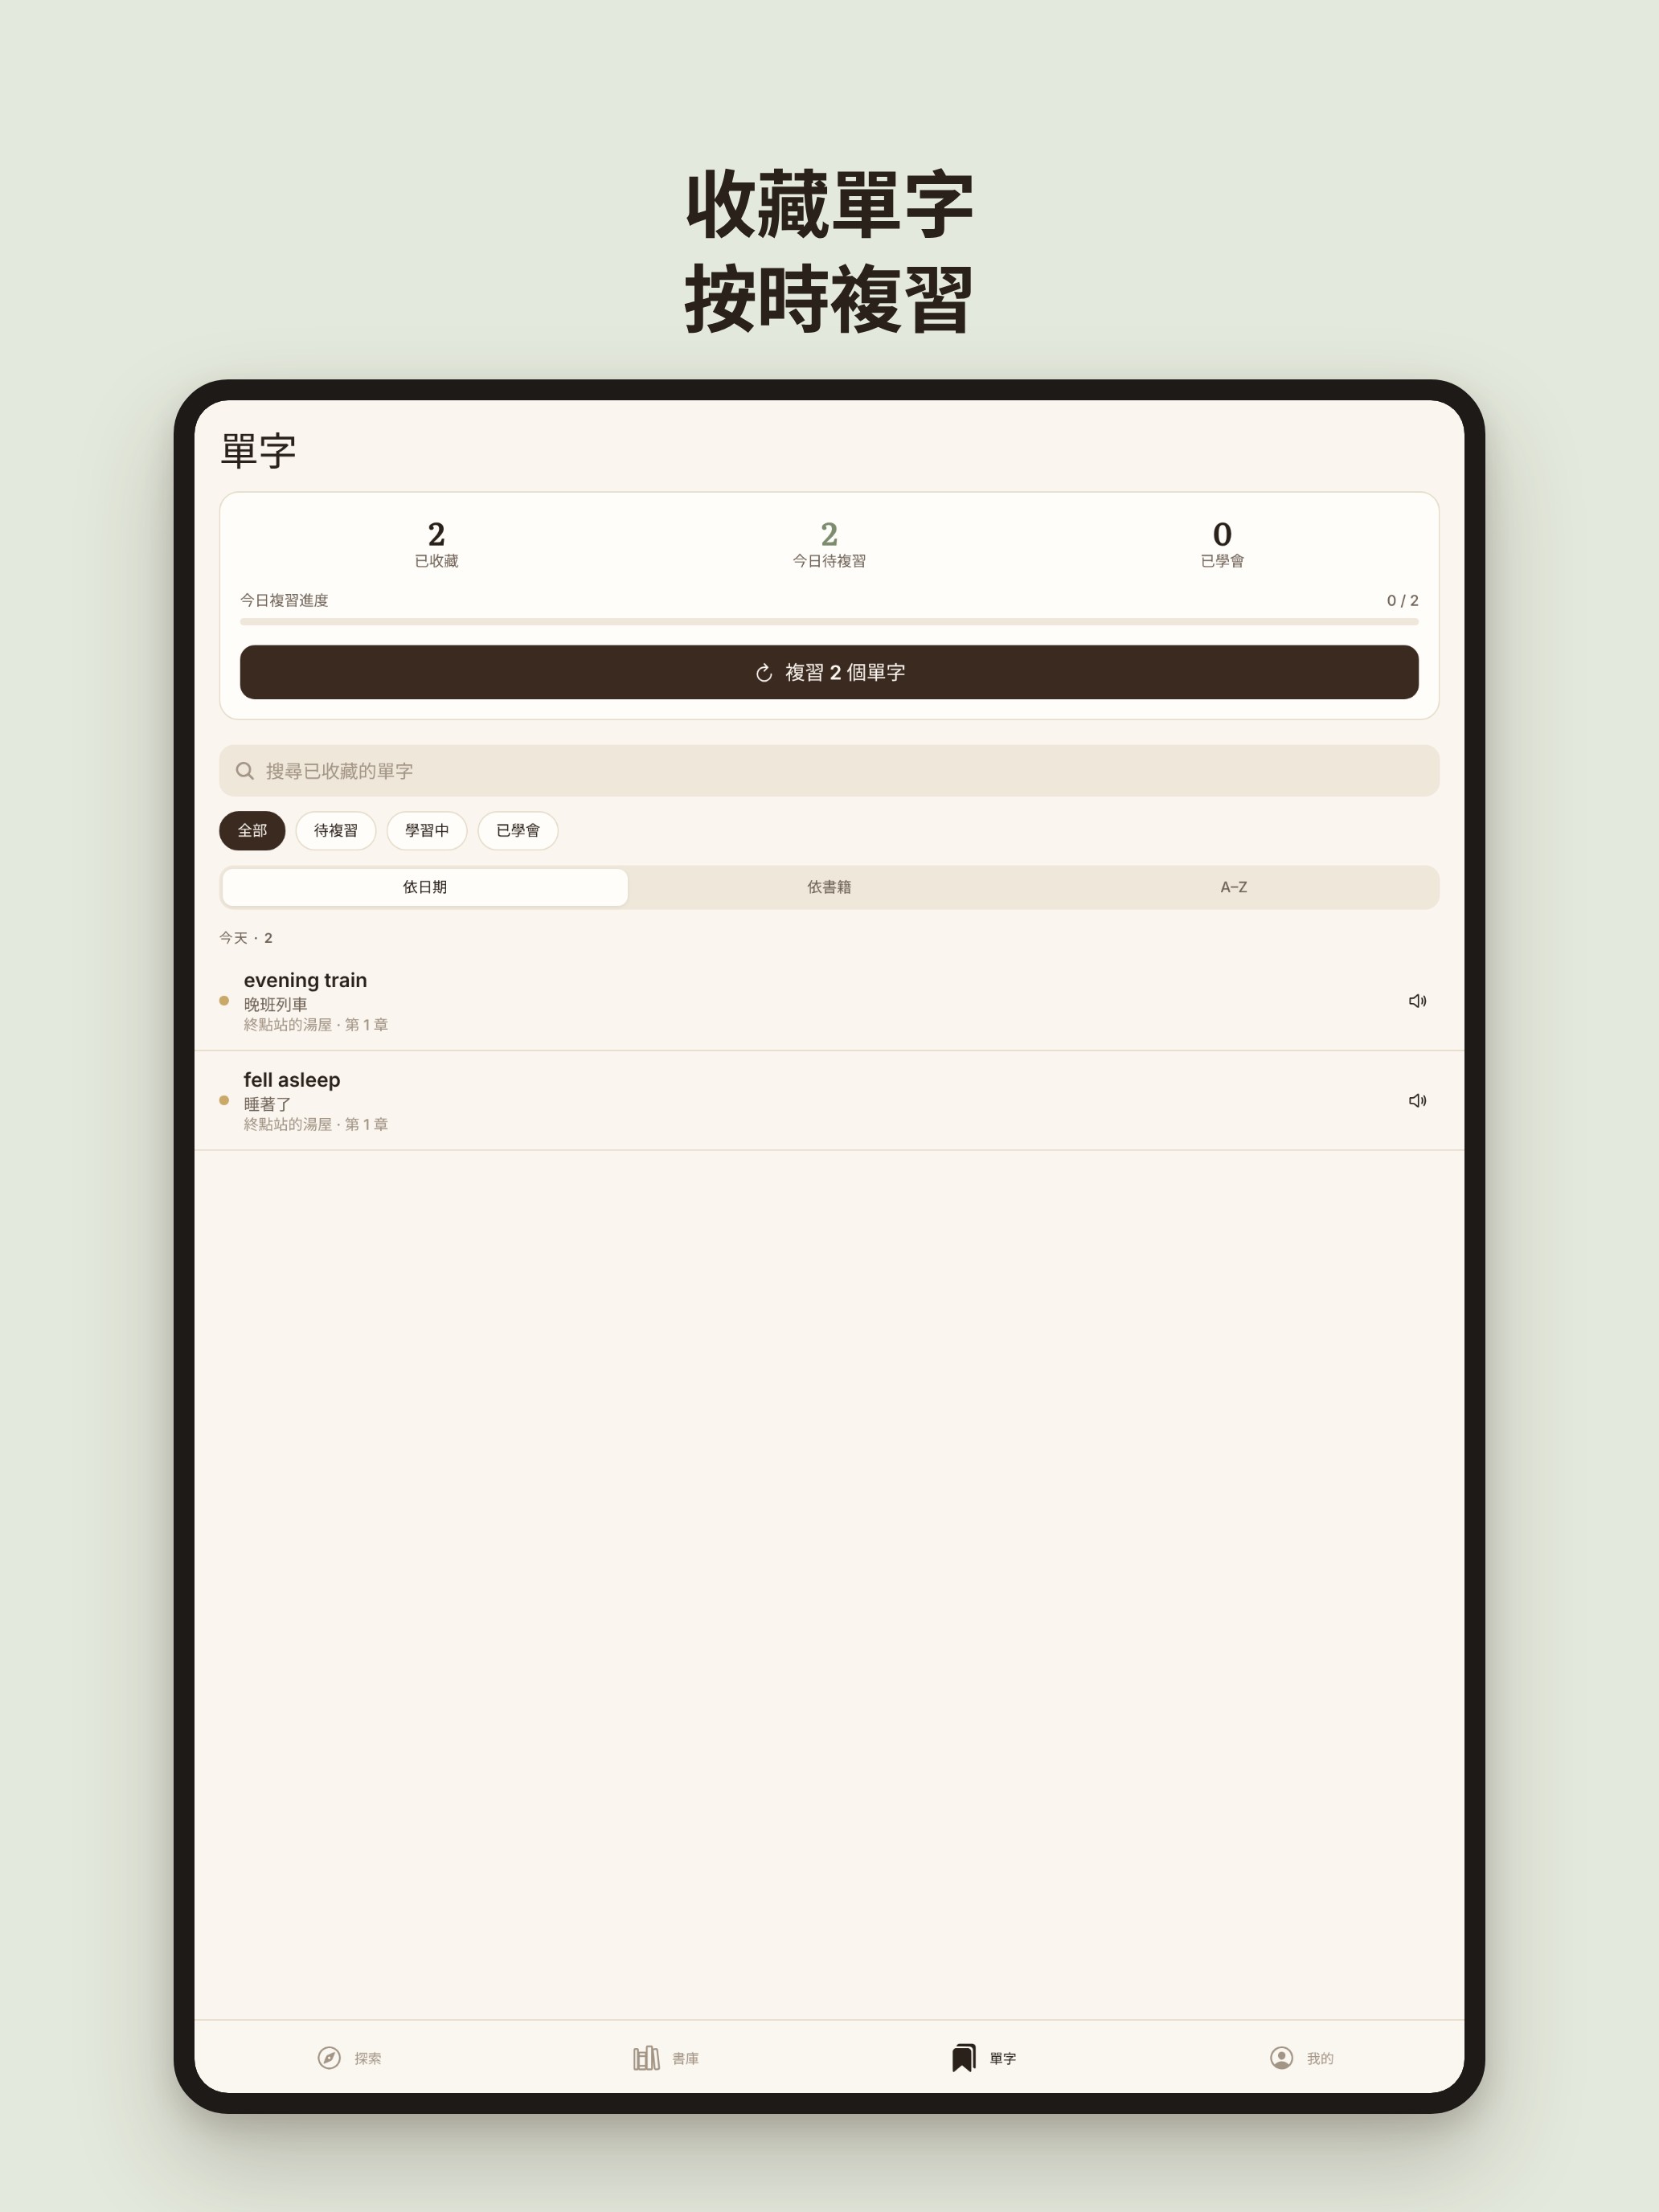 收藏單字
按時複習
單字
2 2 0
已收藏 今日待複習 已學會
今日複習進度 0 / 2
複習 2 個單字
搜尋已收藏的單字
全部 待複習 學習中 已學會
依日期 依書籍 A–Z
今天 · 2
evening train
晚班列車
終點站的湯屋 · 第 1 章
fell asleep
睡著了
終點站的湯屋 · 第 1 章
探索 書庫 單字 我的